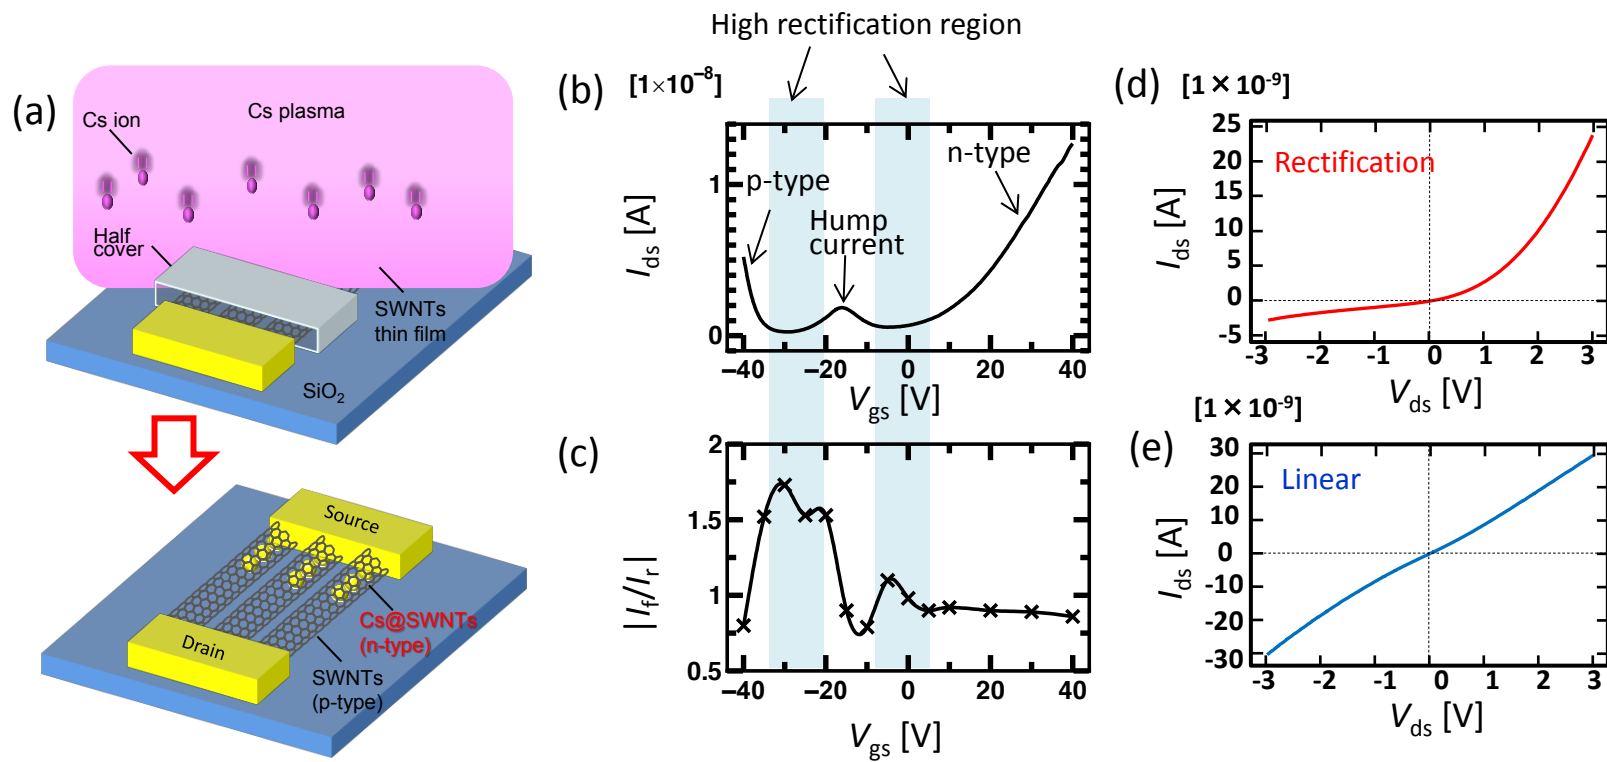 High rectification region
(a)
Cs ion
Cs plasma
Half
cover
SWNTs
thin film
SiO2
Source
Drain
Cs@SWNTs
(n-type)
SWNTs
(p-type)
(b)
[1×10−8]
Ids [A]
1
0
p-type
Hump
current
n-type
−40 −20 0 20 40
Vgs [V]
(c)
|If/Ir|
2
1.5
1
0.5
−40 −20 0 20 40
Vgs [V]
(d)
[1 × 10-9]
Ids [A]
25
20
15
10
5
0
-5
Rectification
-3 -2 -1 0 1 2 3
Vds [V]
(e)
[1 × 10-9]
Ids [A]
30
20
10
0
-10
-20
-30
Linear
-3 -2 -1 0 1 2 3
Vds [V]